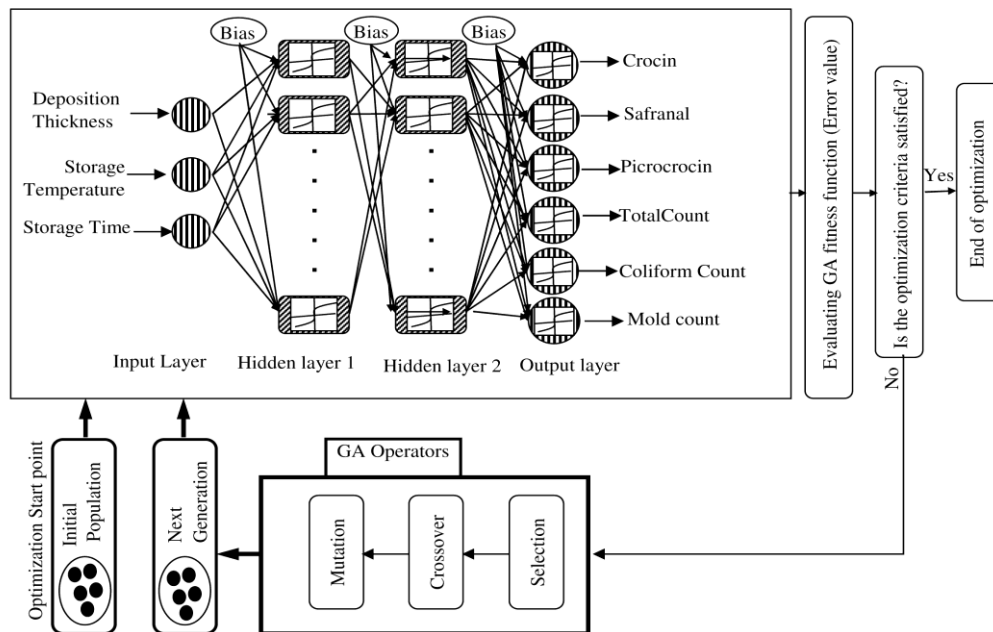 Bias
Bias
Bias
Deposition
Thickness
Storage
Temperature
Storage Time
Crocin
Safranal
Picrocrocin
TotalCount
Coliform Count
Mold count
Input Layer
Hidden layer 1
Hidden layer 2
Output layer
Evaluating GA fitness function (Error value)
Is the optimization criteria satisfied?
Yes
End of optimization
No
GA Operators
Selection
Crossover
Mutation
Next
Generation
Initial
Population
Optimization Start point